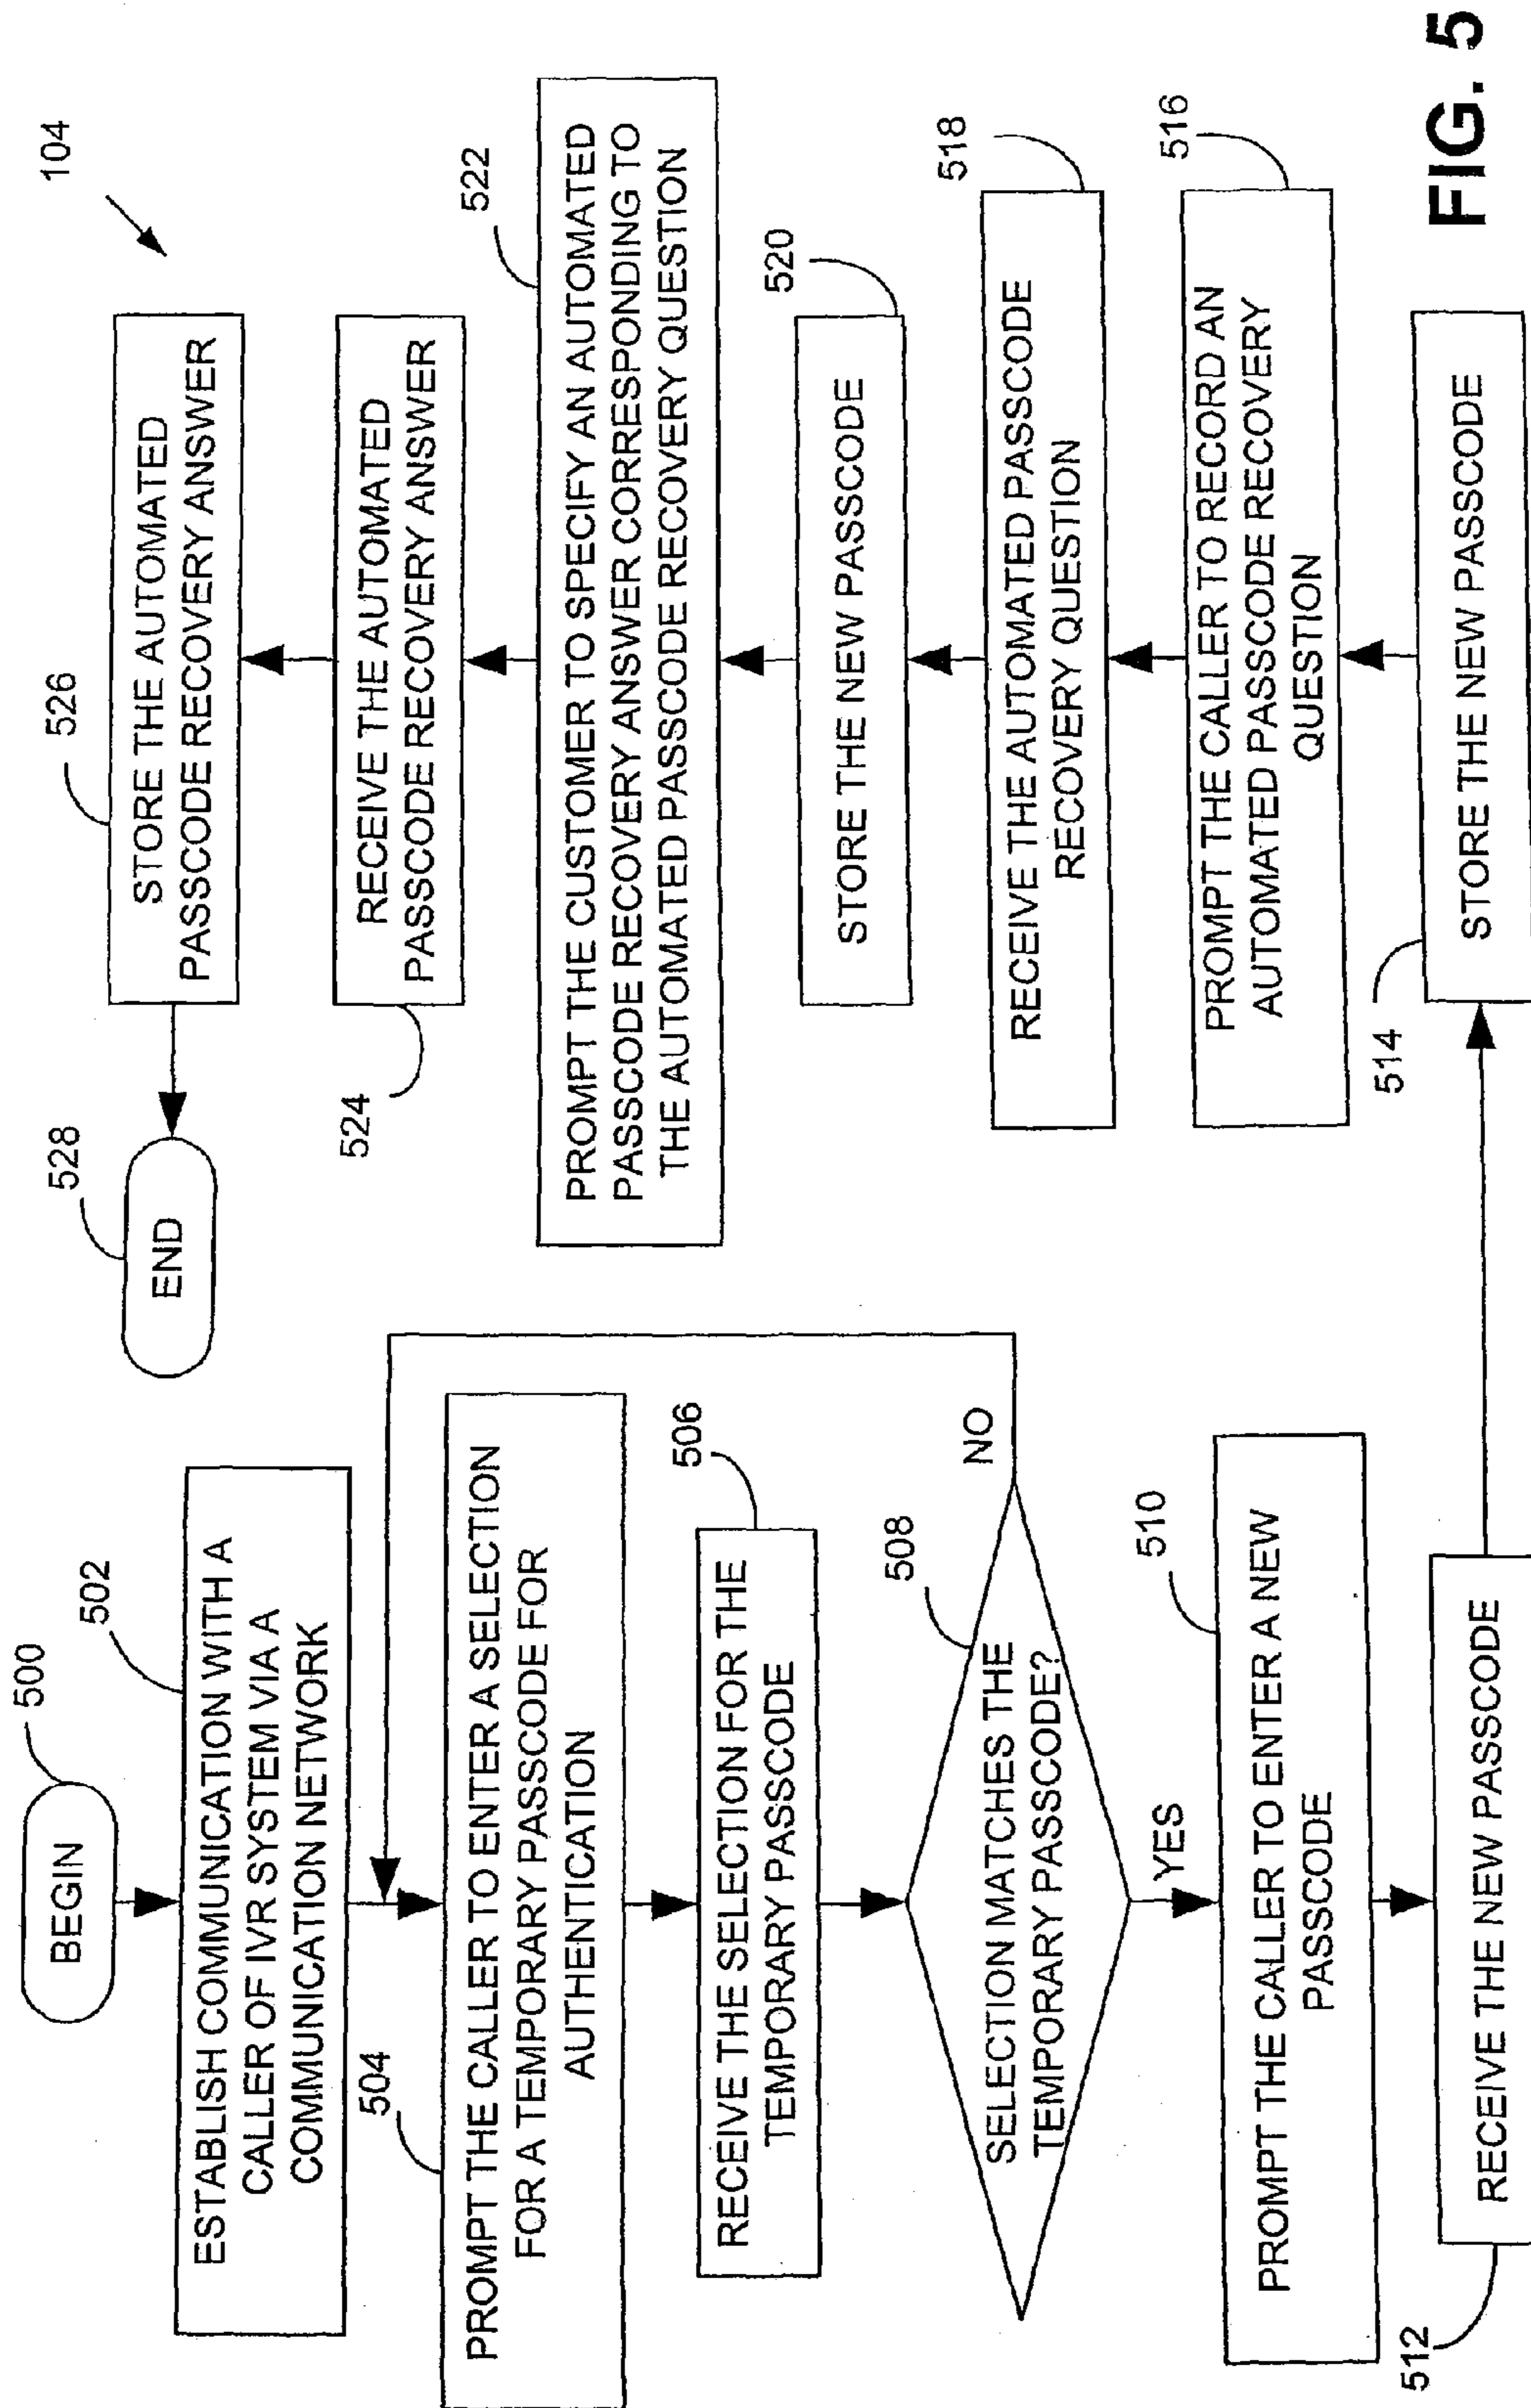 500
BEGIN
502
ESTABLISH COMMUNICATION WITH A
CALLER OF IVR SYSTEM VIA A
COMMUNICATION NETWORK
504
PROMPT THE CALLER TO ENTER A SELECTION
FOR A TEMPORARY PASSCODE FOR
AUTHENTICATION
506
RECEIVE THE SELECTION FOR THE
TEMPORARY PASSCODE
508
SELECTION MATCHES THE
TEMPORARY PASSCODE?
NO
YES
510
PROMPT THE CALLER TO ENTER A NEW
PASSCODE
512
RECEIVE THE NEW PASSCODE
514
STORE THE NEW PASSCODE
516
PROMPT THE CALLER TO RECORD AN
AUTOMATED PASSCODE RECOVERY
QUESTION
518
RECEIVE THE AUTOMATED PASSCODE
RECOVERY QUESTION
520
STORE THE NEW PASSCODE
522
PROMPT THE CUSTOMER TO SPECIFY AN AUTOMATED
PASSCODE RECOVERY ANSWER CORRESPONDING TO
THE AUTOMATED PASSCODE RECOVERY QUESTION
524
RECEIVE THE AUTOMATED
PASSCODE RECOVERY ANSWER
526
STORE THE AUTOMATED
PASSCODE RECOVERY ANSWER
528
END
104
FIG. 5